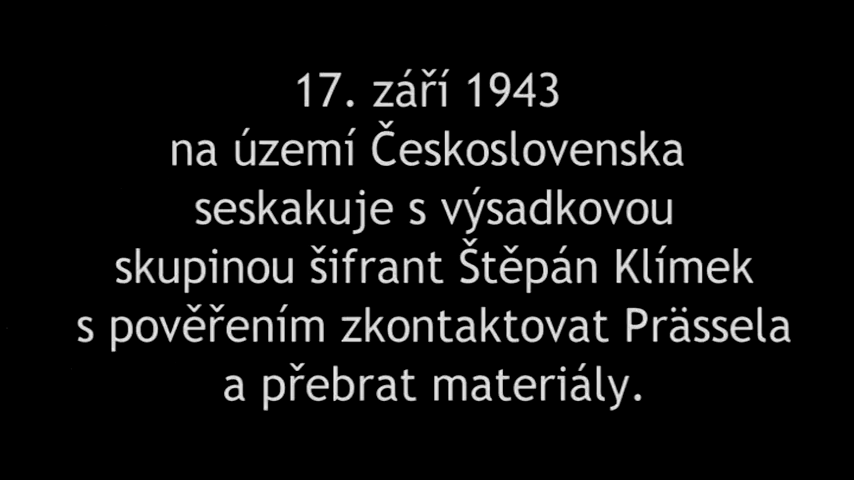 17. září 1943
na území Československa
seskakuje s výsadkovou
skupinou šifrant Štěpán Klímek
s pověřením zkontaktovat Prässela
a přebrat materiály.